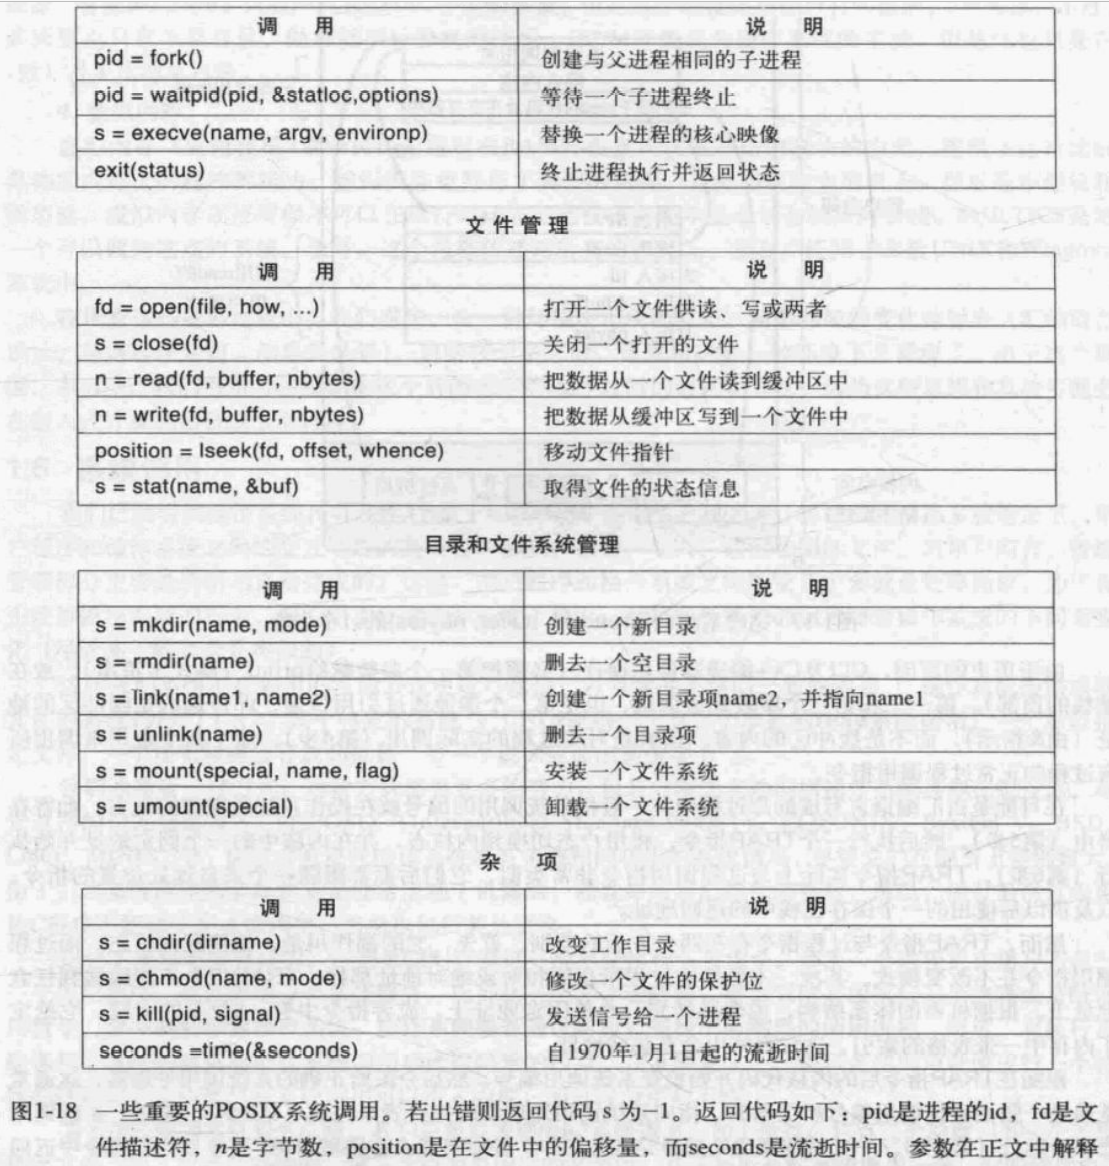 调 用 说 明
pid = fork() 创建与父进程相同的子进程
pid = waitpid(pid, &statloc,options) 等待一个子进程终止
s = execve(name, argv, environp) 替换一个进程的核心映像
exit(status) 终止进程执行并返回状态
文件管理
调 用 说 明
fd = open(file, how, ...) 打开一个文件供读、写或两者
s = close(fd) 关闭一个打开的文件
n = read(fd, buffer, nbytes) 把数据从一个文件读到缓冲区中
n = write(fd, buffer, nbytes) 把数据从缓冲区写到一个文件中
position = lseek(fd, offset, whence) 移动文件指针
s = stat(name, &buf) 取得文件的状态信息
目录和文件系统管理
调 用 说 明
s = mkdir(name, mode) 创建一个新目录
s = rmdir(name) 删去一个空目录
s = link(name1, name2) 创建一个新目录项name2，并指向name1
s = unlink(name) 删去一个目录项
s = mount(special, name, flag) 安装一个文件系统
s = umount(special) 卸载一个文件系统
杂 项
调 用 说 明
s = chdir(dirname) 改变工作目录
s = chmod(name, mode) 修改一个文件的保护位
s = kill(pid, signal) 发送信号给一个进程
seconds =time(&seconds) 自1970年1月1日起的流逝时间
图1-18 一些重要的POSIX系统调用。若出错则返回代码 s 为−1。返回代码如下：pid是进程的id，fd是文
件描述符，n是字节数，position是在文件中的偏移量，而seconds是流逝时间。参数在正文中解释